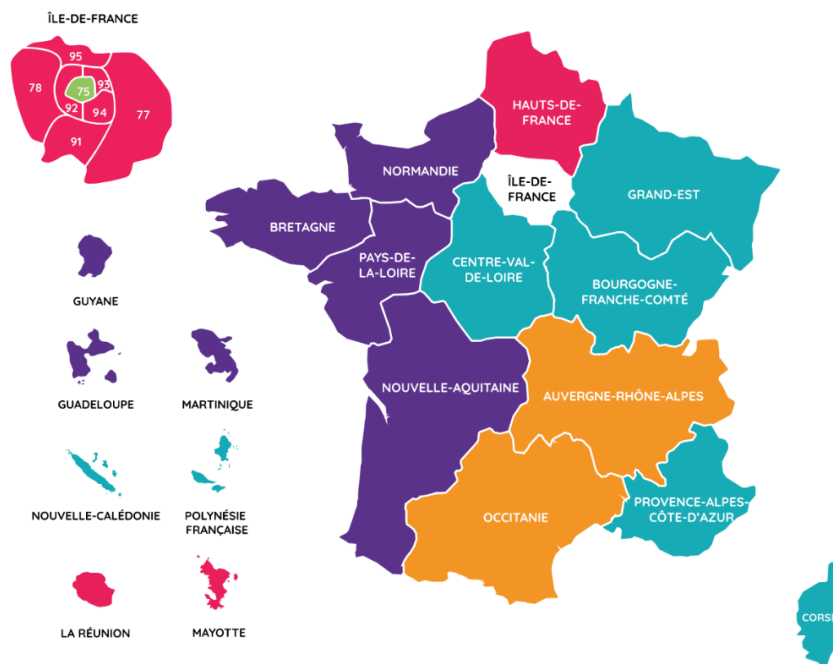 ÎLE-DE-FRANCE
95
78
93
75
77
92
94
91
HAUTS-DE-
FRANCE
NORMANDIE
ÎLE-DE-
FRANCE
GRAND-EST
BRETAGNE
PAYS-DE-
LA-LOIRE
CENTRE-VAL-
DE-LOIRE
BOURGOGNE-
FRANCHE-COMTÉ
GUYANE
NOUVELLE-AQUITAINE
AUVERGNE-RHÔNE-ALPES
GUADELOUPE
MARTINIQUE
NOUVELLE-CALÉDONIE
POLYNÉSIE
FRANÇAISE
OCCITANIE
PROVENCE-ALPES-
CÔTE-D'AZUR
LA RÉUNION
MAYOTTE